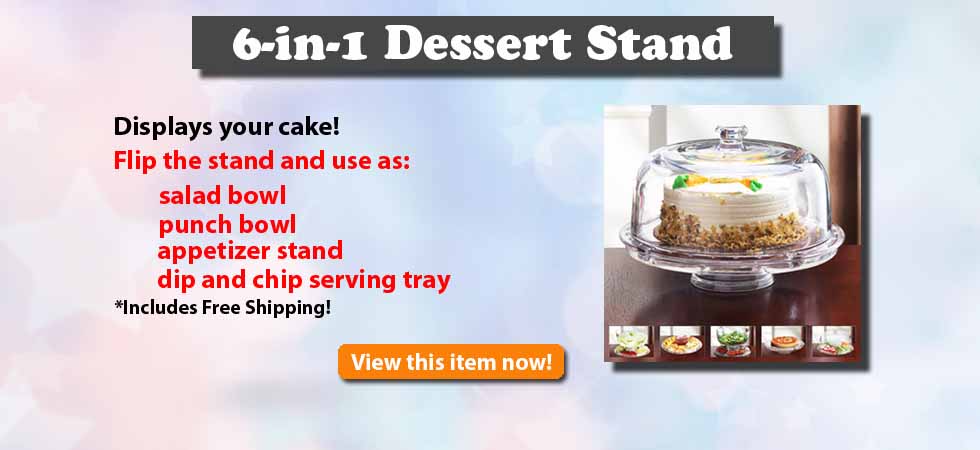 6-in-1 Dessert Stand
Displays your cake!
Flip the stand and use as:
salad bowl
punch bowl
appetizer stand
dip and chip serving tray
*Includes Free Shipping!
View this item now!